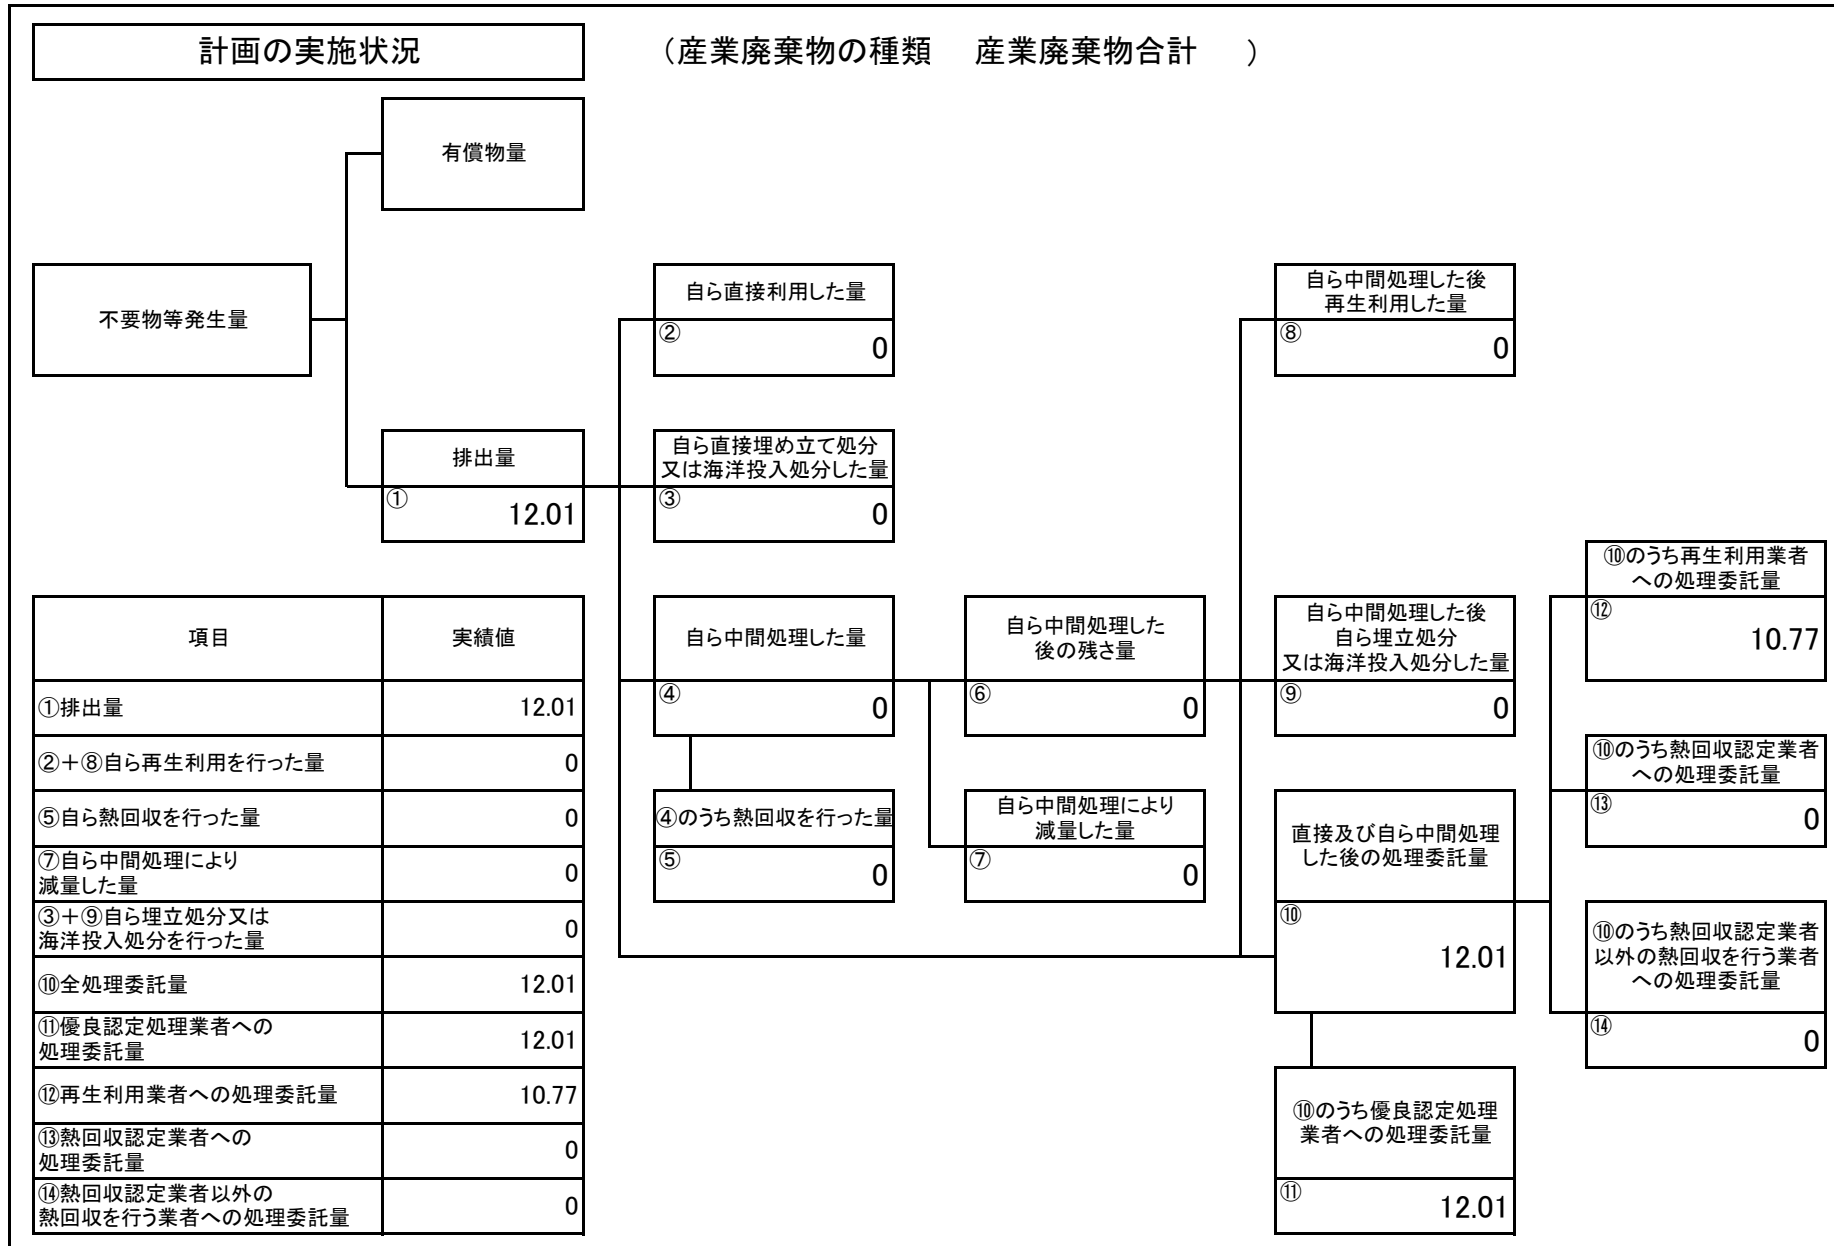 計画の実施状況
（産業廃棄物の種類　産業廃棄物合計　）
有償物量
不要物等発生量
排出量
①
12.01
自ら直接利用した量
②
0
自ら直接埋め立て処分
又は海洋投入処分した量
③
0
自ら中間処理した量
④
0
④のうち熱回収を行った量
⑤
0
自ら中間処理した
後の残さ量
⑥
0
自ら中間処理により
減量した量
⑦
0
自ら中間処理した後
再生利用した量
⑧
0
自ら中間処理した後
自ら埋立処分
又は海洋投入処分した量
⑨
0
直接及び自ら中間処理
した後の処理委託量
⑩
12.01
⑩のうち優良認定処理
業者への処理委託量
⑪
12.01
⑩のうち再生利用業者
への処理委託量
⑫
10.77
⑩のうち熱回収認定業者
への処理委託量
⑬
0
⑩のうち熱回収認定業者
以外の熱回収を行う業者
への処理委託量
⑭
0
項目 実績値
①排出量 12.01
②＋⑧自ら再生利用を行った量 0
⑤自ら熱回収を行った量 0
⑦自ら中間処理により
減量した量 0
③＋⑨自ら埋立処分又は
海洋投入処分を行った量 0
⑩全処理委託量 12.01
⑪優良認定処理業者への
処理委託量 12.01
⑫再生利用業者への処理委託量 10.77
⑬熱回収認定業者への
処理委託量 0
⑭熱回収認定業者以外の
熱回収を行う業者への処理委託量 0